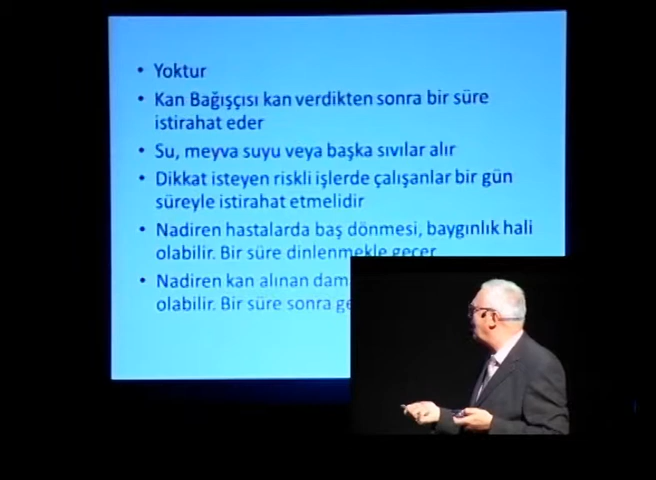 • Yoktur
• Kan Bağışçısı kan verdikten sonra bir süre
istirahat eder
• Su, meyva suyu veya başka sıvılar alır
• Dikkat isteyen riskli işlerde çalışanlar bir gün
süreyle istirahat etmelidir
• Nadiren hastalarda baş dönmesi, baygınlık hali
olabilir. Bir süre dinlenmekle geçer
• Nadiren kan alınan
olabilir. Bir süre sonra